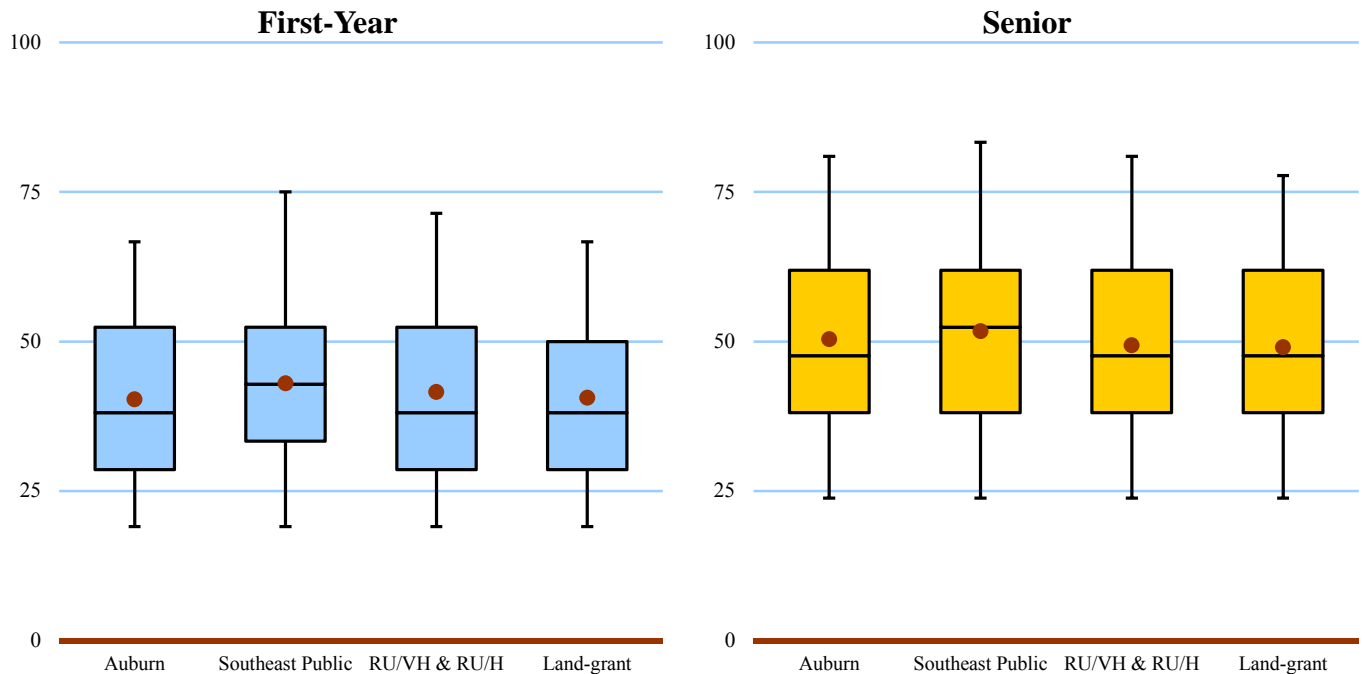 First-Year
100
75
50
25
0
Auburn
Southeast Public
RU/VH & RU/H
Land-grant
Senior
100
75
50
25
0
Auburn
Southeast Public
RU/VH & RU/H
Land-grant